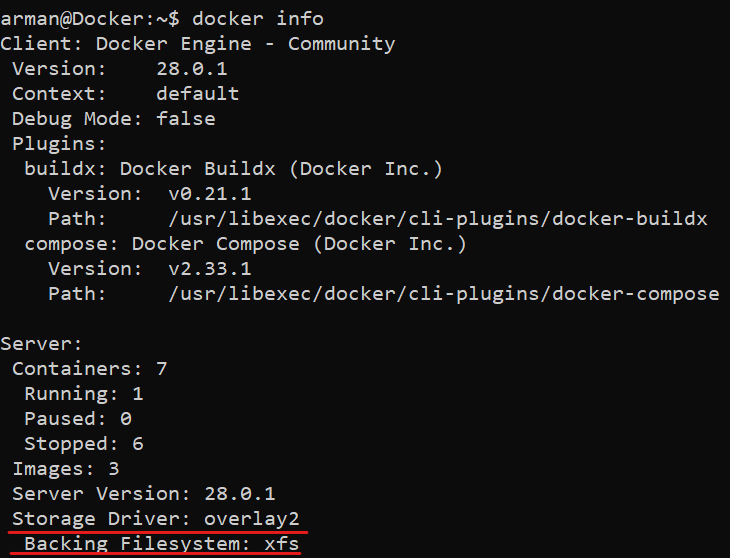 arman@Docker:~$ docker info
Client: Docker Engine - Community
 Version:    28.0.1
 Context:    default
 Debug Mode: false
 Plugins:
  buildx: Docker Buildx (Docker Inc.)
    Version:  v0.21.1
    Path:     /usr/libexec/docker/cli-plugins/docker-buildx
  compose: Docker Compose (Docker Inc.)
    Version:  v2.33.1
    Path:     /usr/libexec/docker/cli-plugins/docker-compose

Server:
 Containers: 7
  Running: 1
  Paused: 0
  Stopped: 6
 Images: 3
 Server Version: 28.0.1
 Storage Driver: overlay2
  Backing Filesystem: xfs